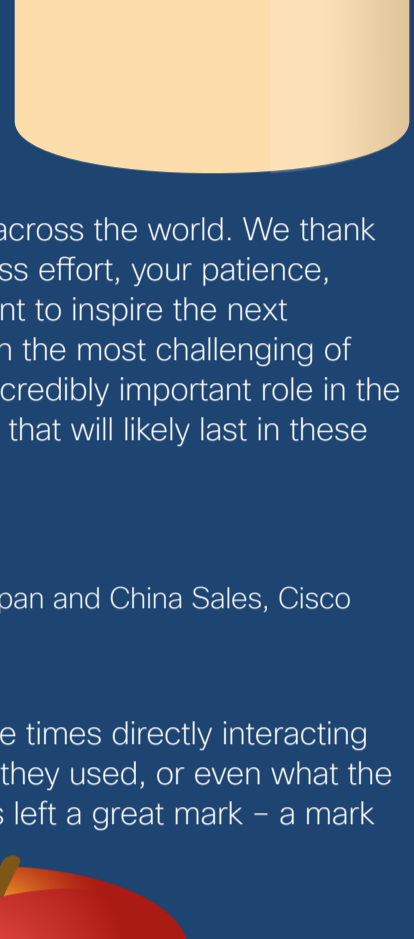 across the world. We thank
ss effort, your patience,
nt to inspire the next
n the most challenging of
credibly important role in the
that will likely last in these
pan and China Sales, Cisco
e times directly interacting
they used, or even what the
s left a great mark – a mark